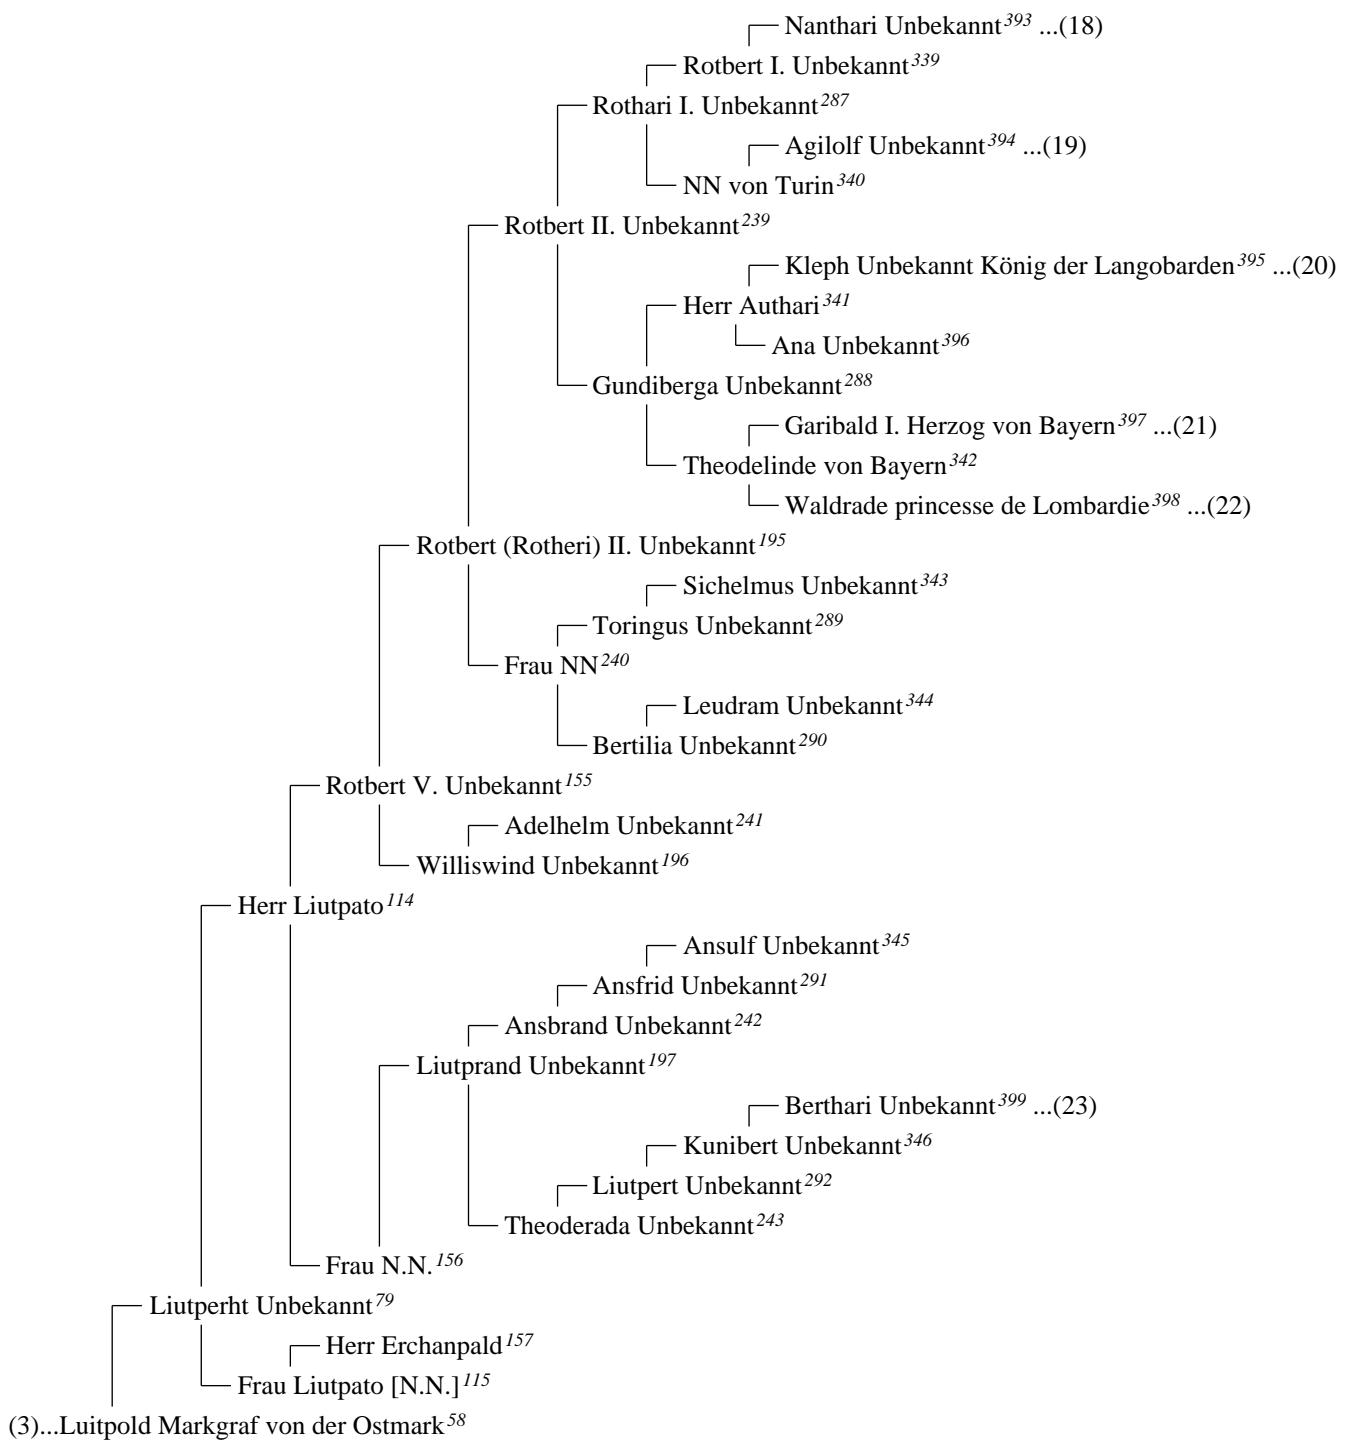 Nanthari Unbekannt393 ...(18)
Rotbert I. Unbekannt339
Rothari I. Unbekannt287
Agilolf Unbekannt394 ...(19)
NN von Turin340
Rotbert II. Unbekannt239
Kleph Unbekannt König der Langobarden395 ...(20)
Herr Authari341
Ana Unbekannt396
Gundiberga Unbekannt288
Garibald I. Herzog von Bayern397 ...(21)
Theodelinde von Bayern342
Waldrade princesse de Lombardie398 ...(22)
Rotbert (Rotheri) II. Unbekannt195
Sichelmus Unbekannt343
Toringus Unbekannt289
Frau NN240
Leudram Unbekannt344
Bertilia Unbekannt290
Rotbert V. Unbekannt155
Adelhelm Unbekannt241
Williswind Unbekannt196
Herr Liutpato114
Ansulf Unbekannt345
Ansfrid Unbekannt291
Ansbrand Unbekannt242
Liutprand Unbekannt197
Berthari Unbekannt399 ...(23)
Kunibert Unbekannt346
Liutpert Unbekannt292
Theoderada Unbekannt243
Frau N.N.156
Liutperht Unbekannt79
Herr Erchanpald157
Frau Liutpato [N.N.]115
(3)...Luitpold Markgraf von der Ostmark58